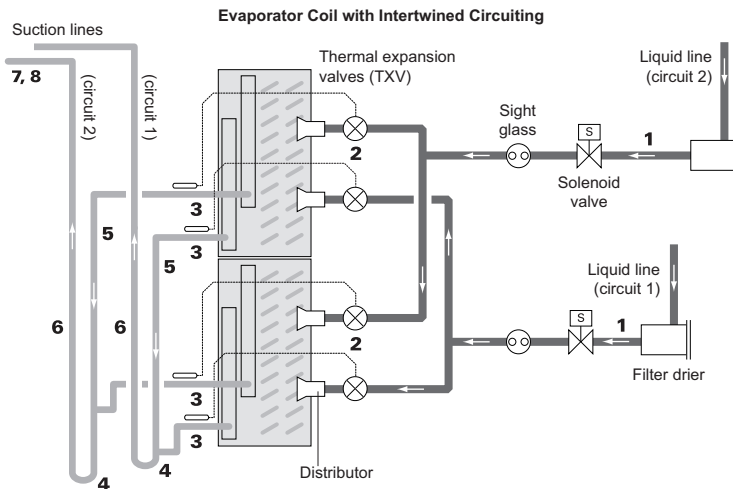 Evaporator Coil with Intertwined Circuiting
Suction lines
7, 8
(circuit 2)
(circuit 1)
Thermal expansion
valves (TXV)
Sight
glass
Liquid line
(circuit 2)
S
1
2
Solenoid
valve
3
3
5
5
6
6
Liquid line
(circuit 1)
S
1
2
Filter drier
3
3
4
4
Distributor